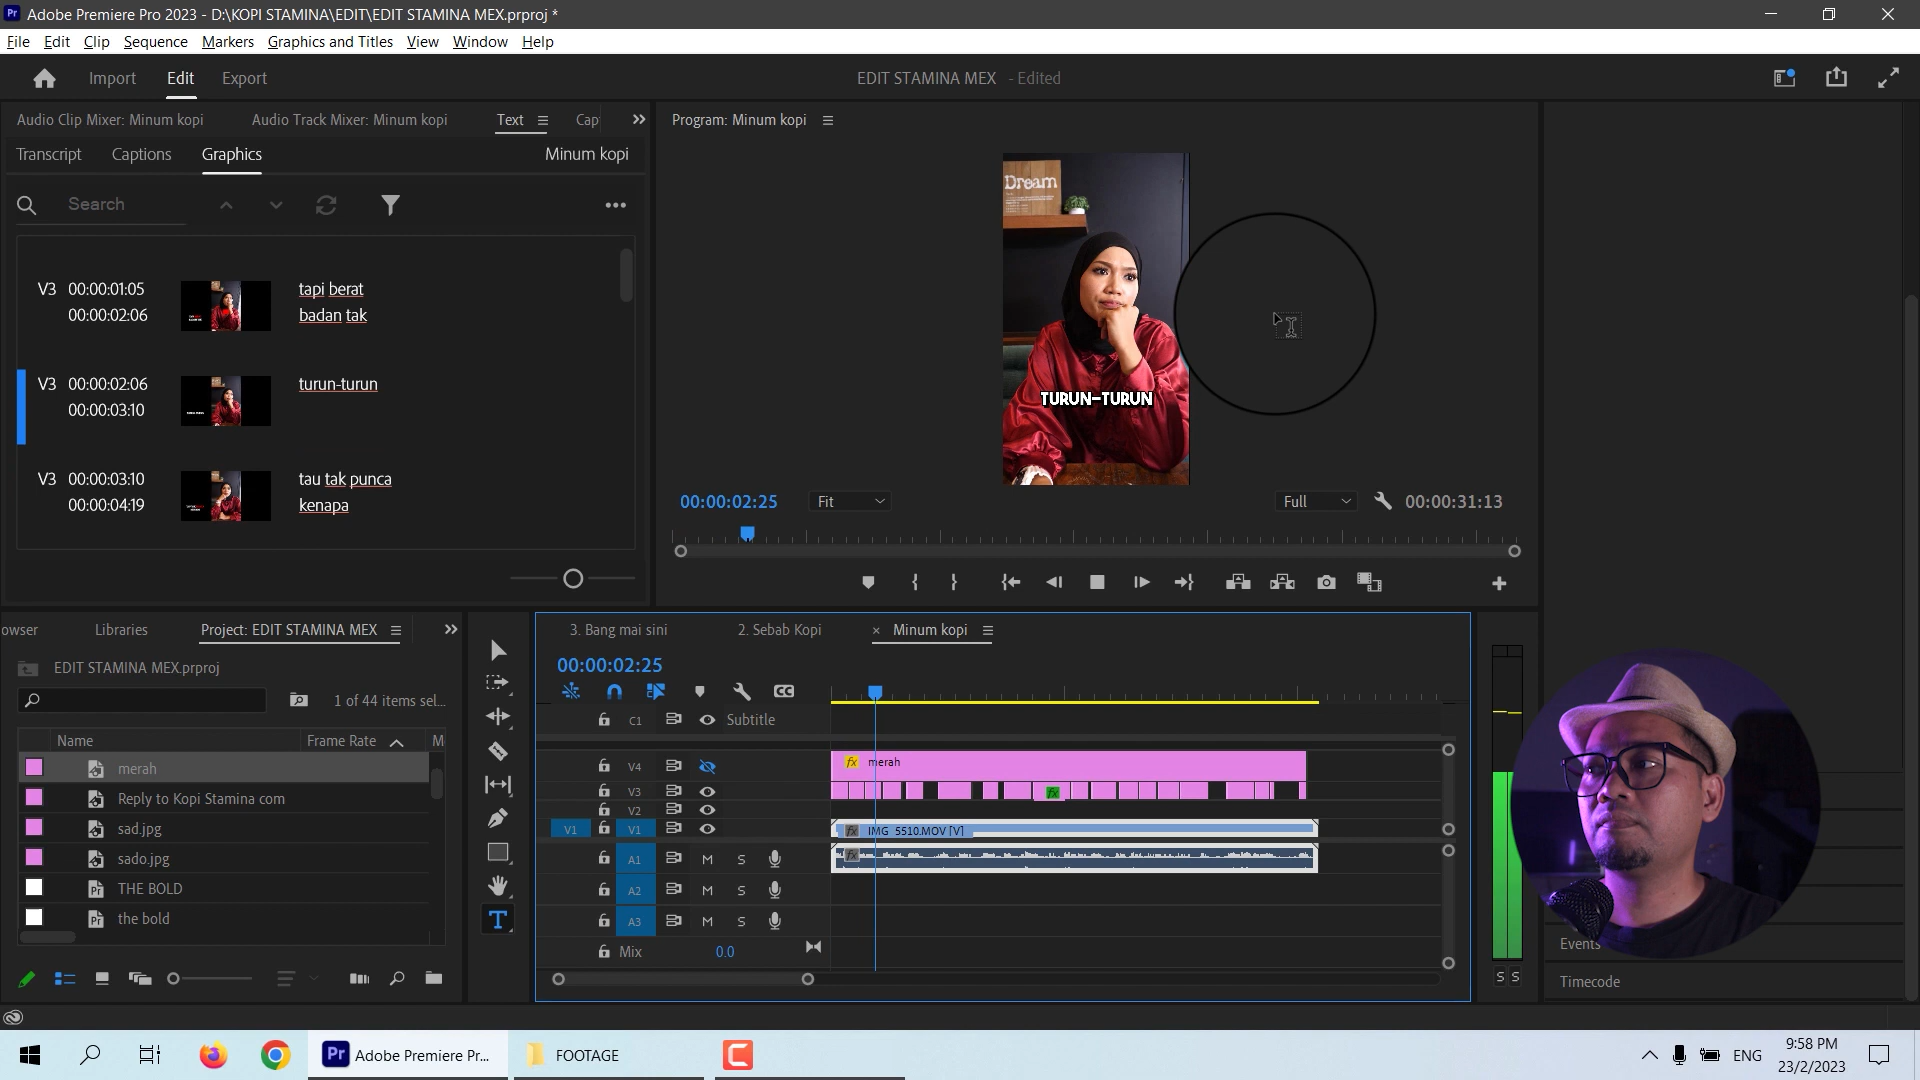 Pr Adobe Premiere Pro 2023 - D:\KOPI STAMINA\EDIT\EDIT STAMINA MEX.prproj *
File Edit Clip Sequence Markers Graphics and Titles View Window Help
Import Edit Export
EDIT STAMINA MEX - Edited
Audio Clip Mixer: Minum kopi Audio Track Mixer: Minum kopi Text Cap
Transcript Captions Graphics Minum kopi
Search
V3 00:00:01:05 tapi berat
00:00:02:06 badan tak
V3 00:00:02:06 turun-turun
00:00:03:10
V3 00:00:03:10 tau tak punca
00:00:04:19 kenapa
Program: Minum kopi
Dream
TURUN-TURUN
00:00:02:25 Fit Full 00:00:31:13
owser Libraries Project: EDIT STAMINA MEX
EDIT STAMINA MEX.prproj
1 of 44 items sel...
Name Frame Rate M
merah
Reply to Kopi Stamina com
sad.jpg
sado.jpg
THE BOLD
the bold
3. Bang mai sini 2. Sebab Kopi × Minum kopi
00:00:02:25
CC
C1 Subtitle
V4 fx merah
V3 fx
V2
V1 V1 fx IMG_5510.MOV [V]
A1 M S fx
A2 M S
A3 M S
Mix 0.0
S S
Events
Timecode
Pr Adobe Premiere Pr... FOOTAGE
ENG
9:58 PM
23/2/2023